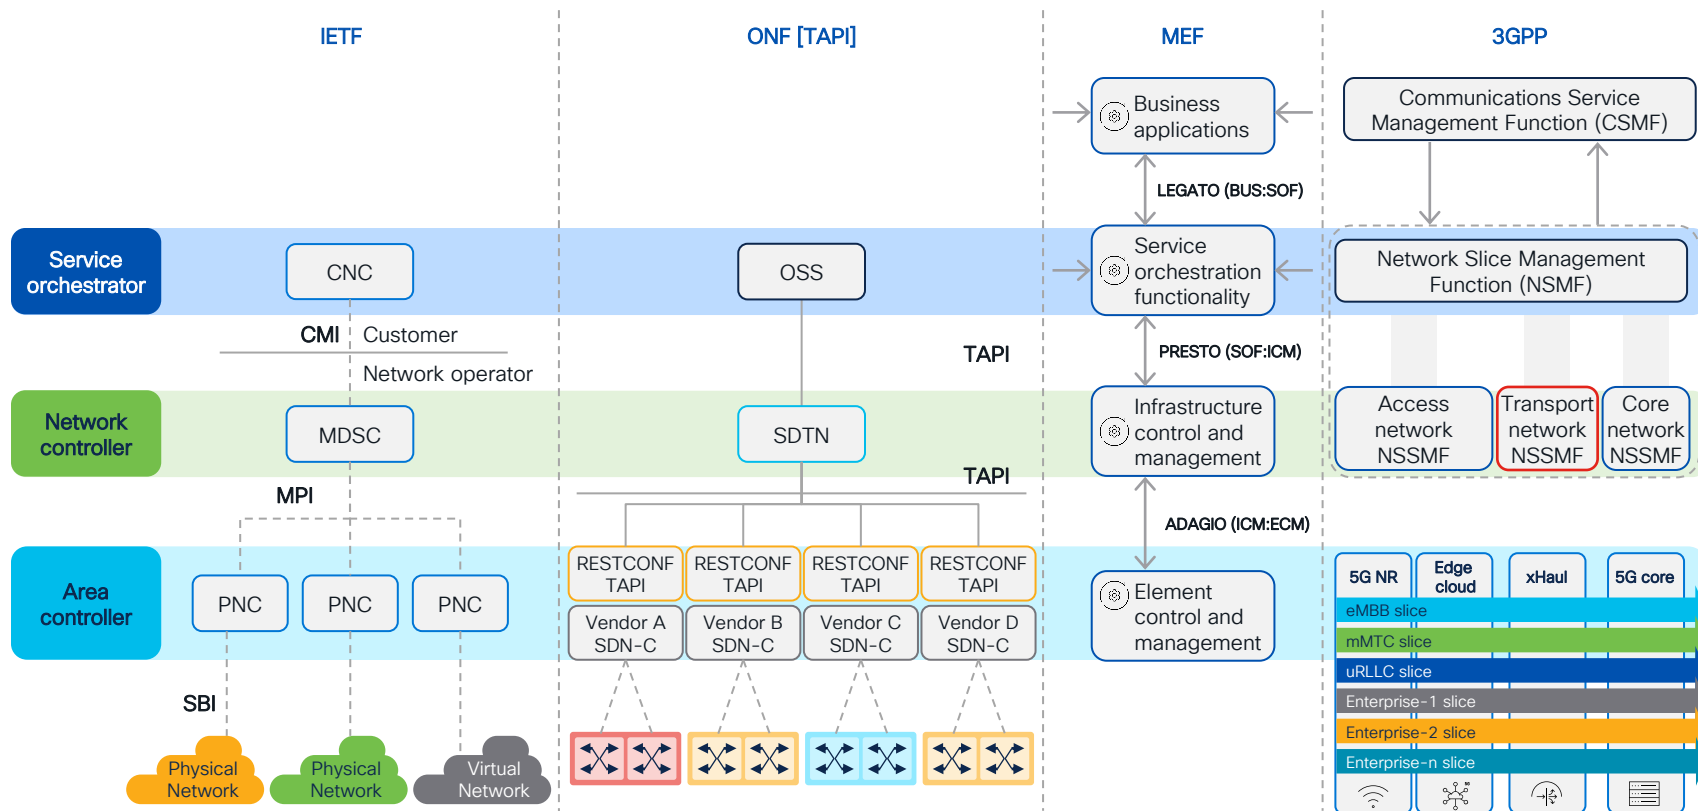 IETF
ONF [TAPI]
MEF
3GPP
Business
applications
Communications Service
Management Function (CSMF)
LEGATO (BUS:SOF)
Service
orchestrator
CNC
OSS
Service
orchestration
functionality
Network Slice Management
Function (NSMF)
CMI
Customer
Network operator
TAPI
PRESTO (SOF:ICM)
Network
controller
MDSC
SDTN
Infrastructure
control and
management
Access
network
NSSMF
Transport
network
NSSMF
Core
network
NSSMF
MPI
TAPI
ADAGIO (ICM:ECM)
Area
controller
PNC
PNC
PNC
RESTCONF
TAPI
RESTCONF
TAPI
RESTCONF
TAPI
RESTCONF
TAPI
Vendor A
SDN-C
Vendor B
SDN-C
Vendor C
SDN-C
Vendor D
SDN-C
Element
control and
management
5G NR
Edge
cloud
xHaul
5G core
eMBB slice
mMTC slice
uRLLC slice
Enterprise-1 slice
Enterprise-2 slice
Enterprise-n slice
SBI
Physical
Network
Physical
Network
Virtual
Network